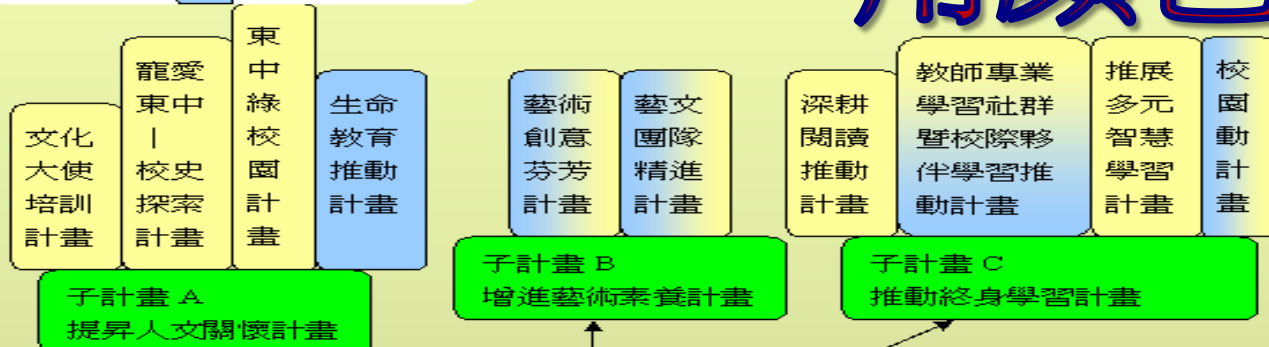 文化
大使
培訓
計畫
寵愛
東中
｜
校史
探索
計畫
東
中
綠
校
園
計
畫
生命
教育
推動
計畫
藝術
創意
芬芳
計畫
藝文
團隊
精進
計畫
深耕
閱讀
推動
計畫
教師專業
學習社群
暨校際夥
伴學習推
動計畫
推展
多元
智慧
學習
計畫
校
園
動
計
畫
子計畫 A
提昇人文關懷計畫
子計畫 B
增進藝術素養計畫
子計畫 C
推動終身學習計畫